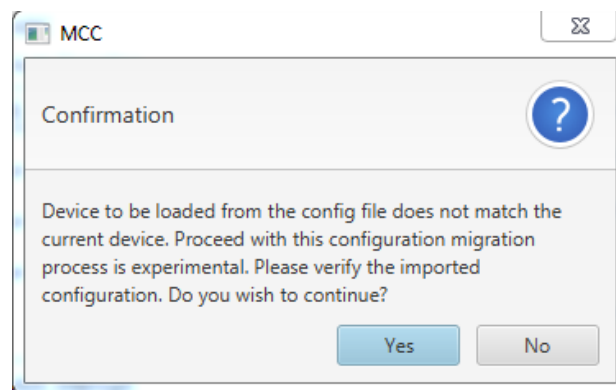 MCC
Confirmation
?
Device to be loaded from the config file does not match the
current device. Proceed with this configuration migration
process is experimental. Please verify the imported
configuration. Do you wish to continue?
Yes No